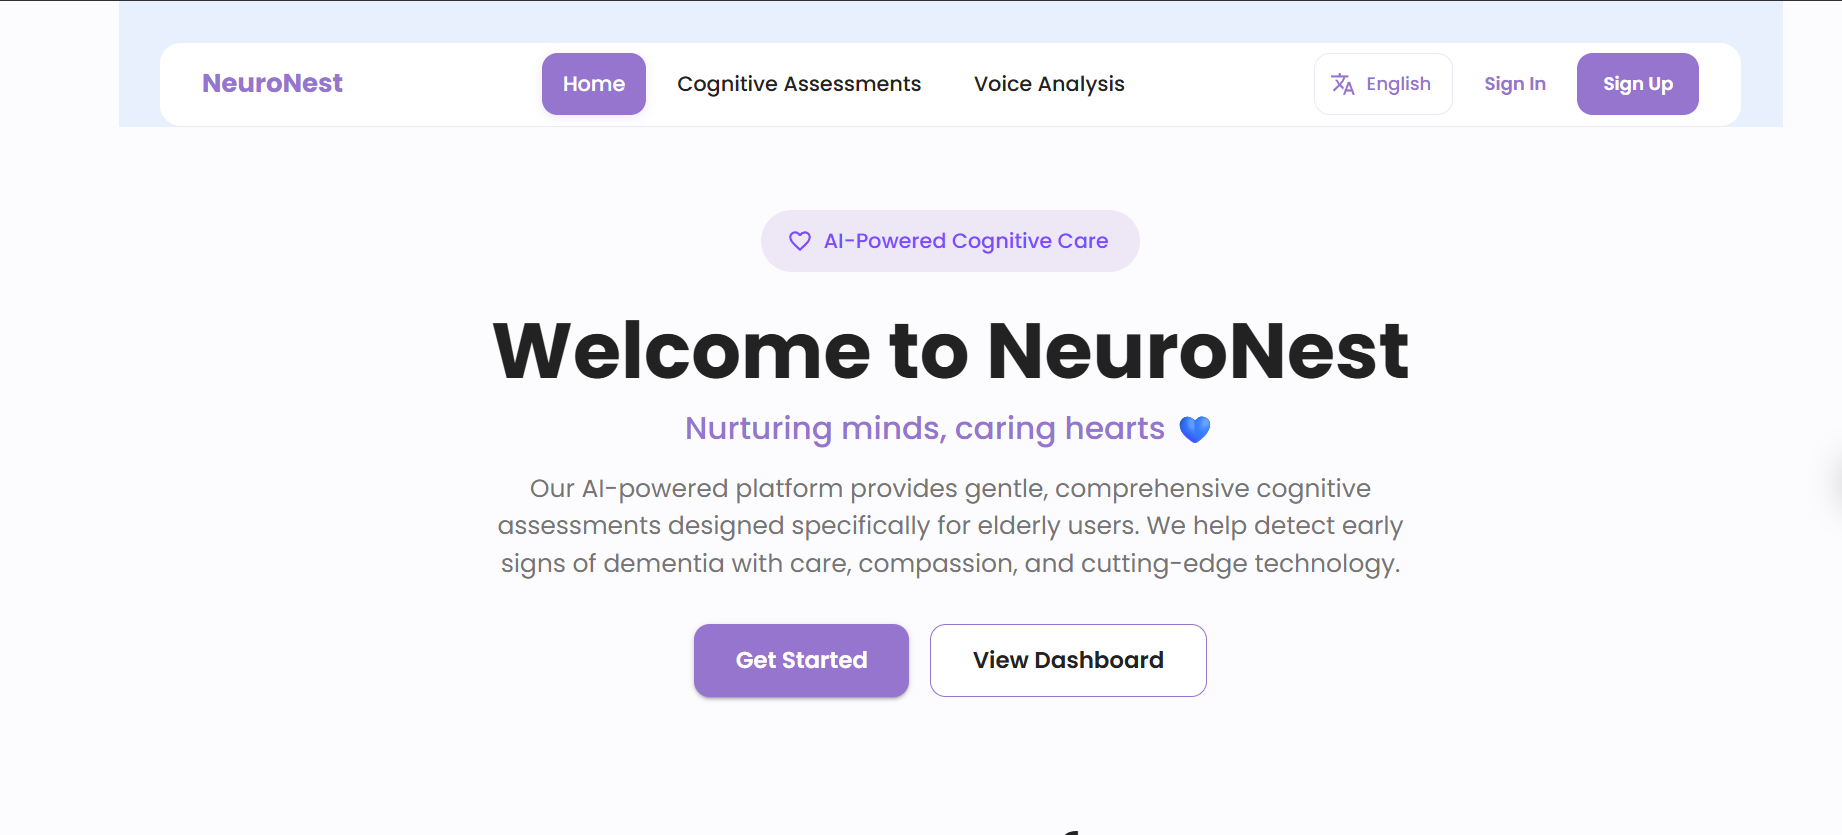 NeuroNest
Home
Cognitive Assessments
Voice Analysis
English
Sign In
Sign Up
AI-Powered Cognitive Care
Welcome to NeuroNest
Nurturing minds, caring hearts 💙
Our AI-powered platform provides gentle, comprehensive cognitive
assessments designed specifically for elderly users. We help detect early
signs of dementia with care, compassion, and cutting-edge technology.
Get Started
View Dashboard